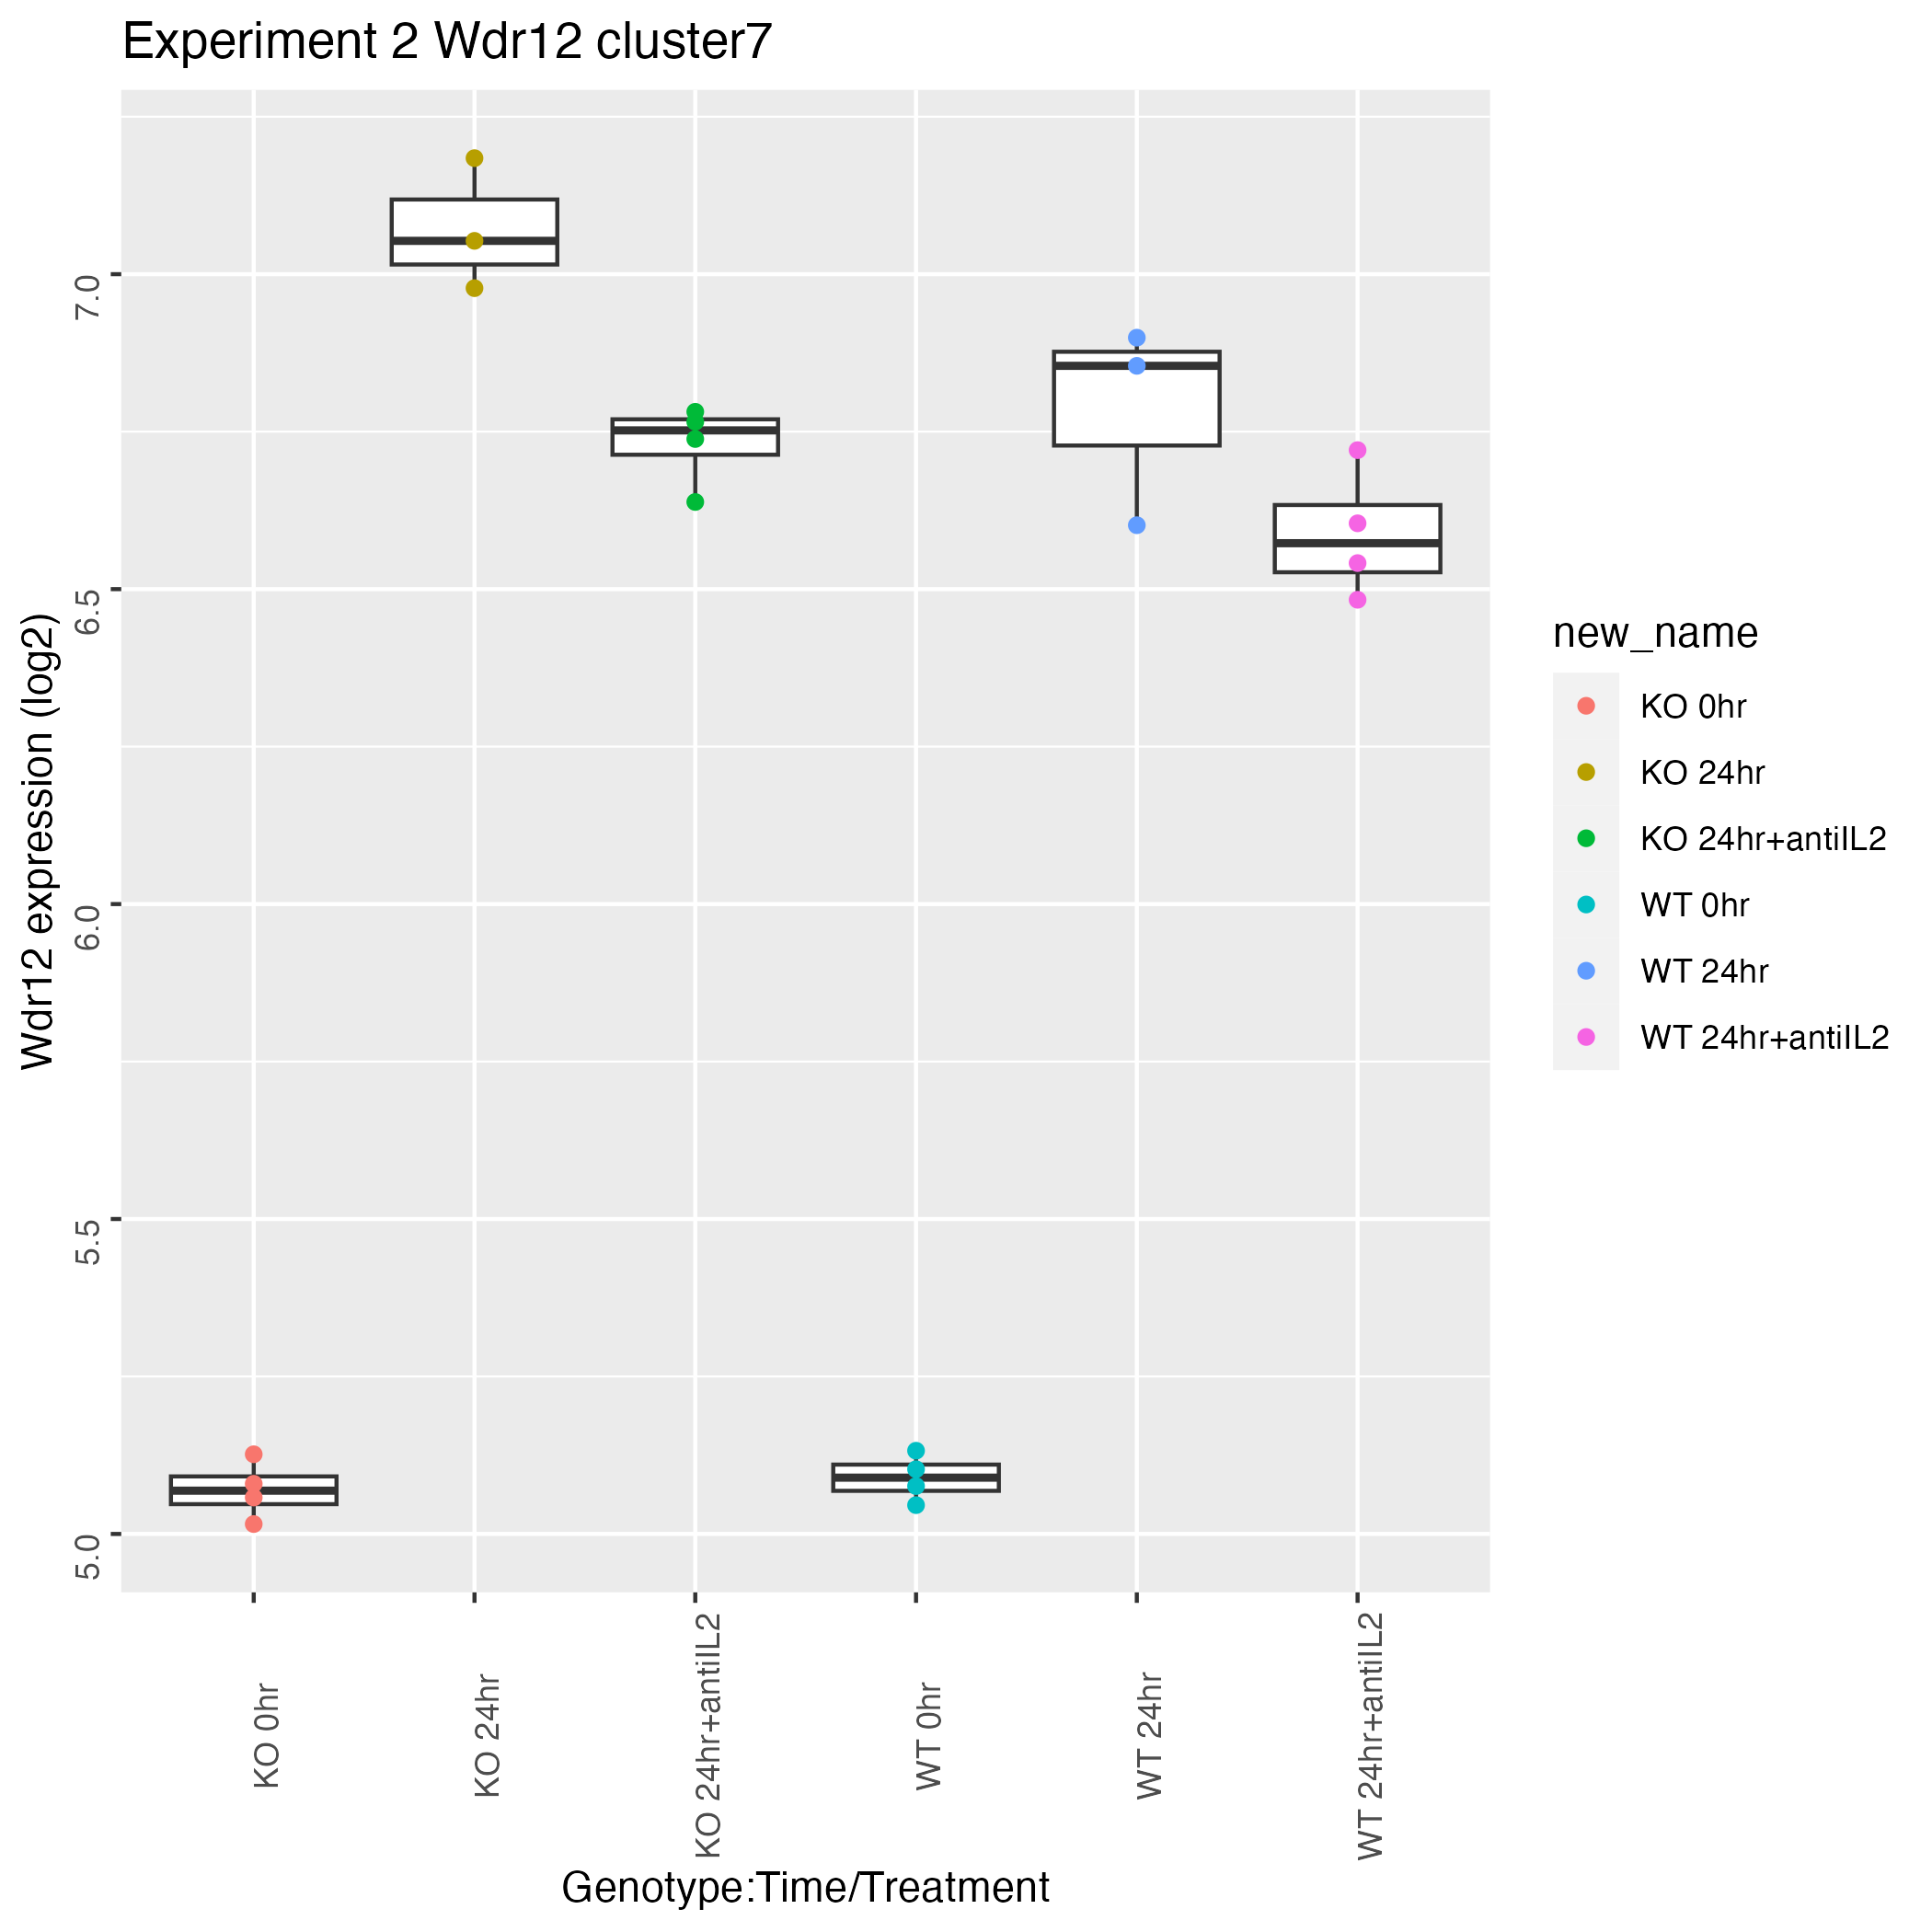 Experiment 2 Wdr12 cluster7
Wdr12 expression (log2)
7.0
6.5
6.0
5.5
5.0
KO 0hr
KO 24hr
KO 24hr+antiIL2
WT 0hr
WT 24hr
WT 24hr+antiIL2
Genotype:Time/Treatment
new_name
KO 0hr
KO 24hr
KO 24hr+antiIL2
WT 0hr
WT 24hr
WT 24hr+antiIL2